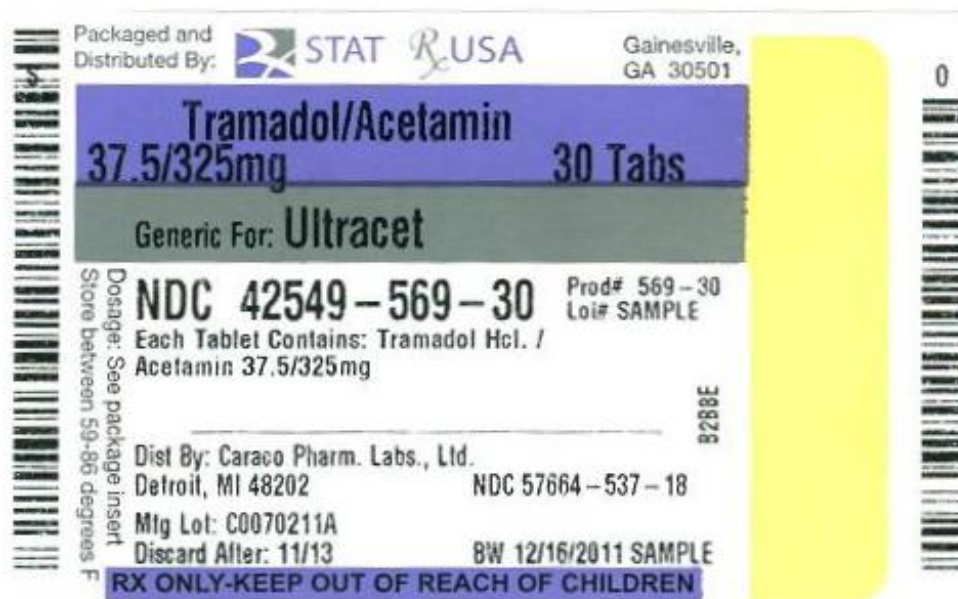 Packaged and
Distributed By:
STAT Rx USA
Gainesville,
GA 30501
Tramadol/Acetamin
37.5/325mg 30 Tabs
Generic For: Ultracet
NDC 42549-569-30
Prod# 569-30
Lot# SAMPLE
Each Tablet Contains: Tramadol Hcl. /
Acetamin 37.5/325mg
B2B8E
Dosage: See package insert
Store between 59-86 degrees F
Dist By: Caraco Pharm. Labs., Ltd.
Detroit, MI 48202 NDC 57664-537-18
Mfg Lot: C0070211A
Discard After: 11/13 BW 12/16/2011 SAMPLE
RX ONLY-KEEP OUT OF REACH OF CHILDREN
0